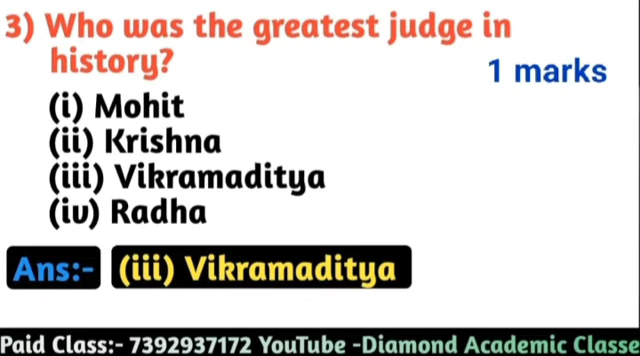 3) Who was the greatest judge in
history?
1 marks
(i) Mohit
(ii) Krishna
(iii) Vikramaditya
(iv) Radha
Ans:- (iii) Vikramaditya
Paid Class:- 7392937172 YouTube -Diamond Academic Classe